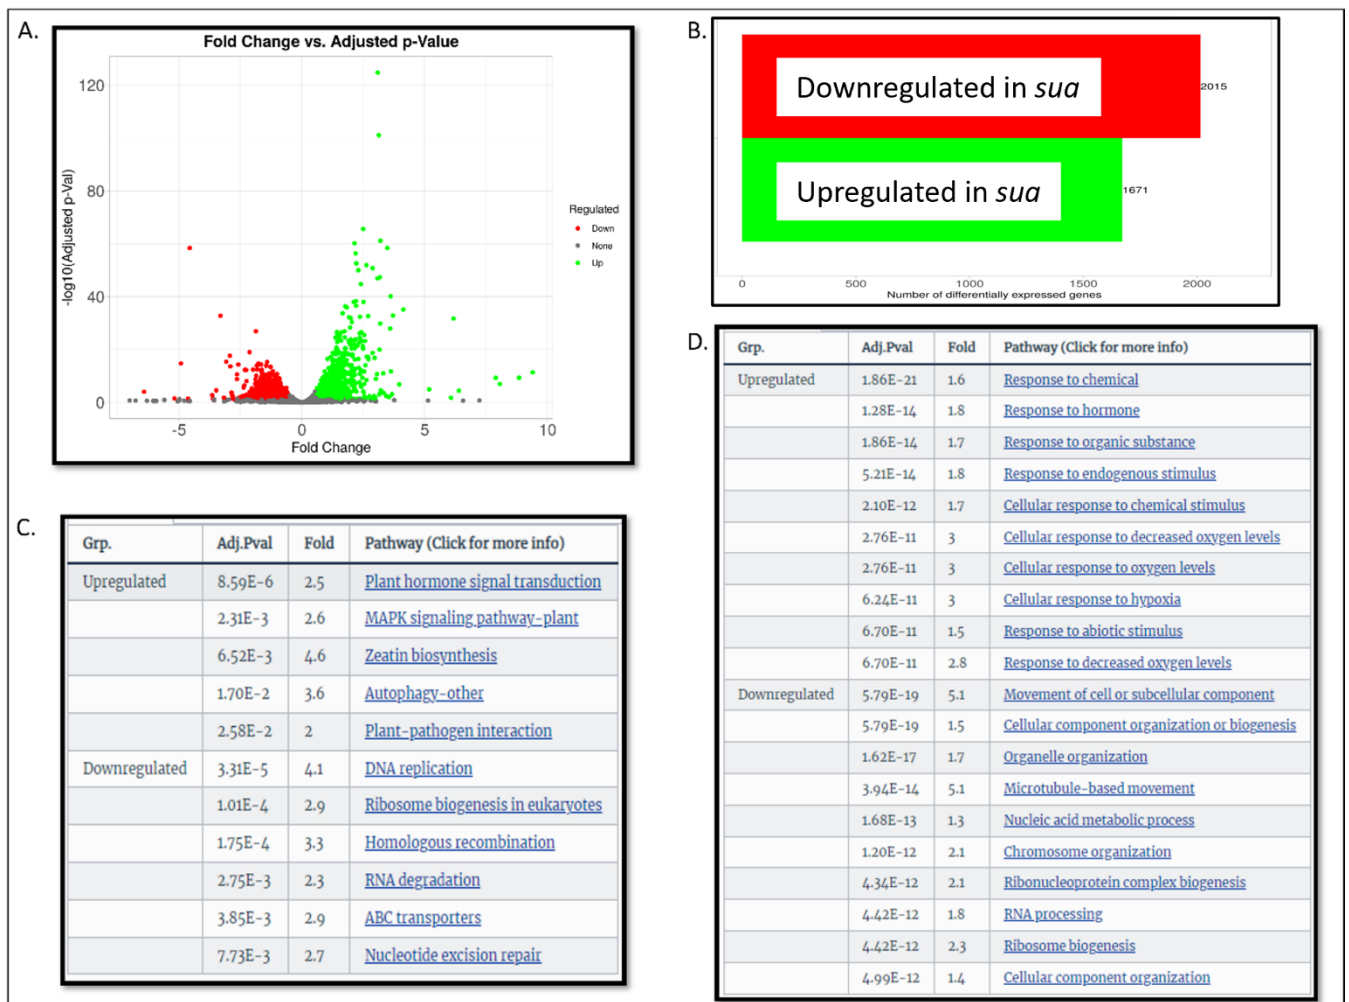 A.
Fold Change vs. Adjusted p-Value
-log10(Adjusted p-Val)
120
80
40
0
-5 0 5 10
Fold Change
Regulated
Down
None
Up
B.
Downregulated in sua
2015
Upregulated in sua
1671
0 500 1000 1500 2000
Number of differentially expressed genes
C.
Grp. Adj.Pval Fold Pathway (Click for more info)
Upregulated 8.59E-6 2.5 Plant hormone signal transduction
2.31E-3 2.6 MAPK signaling pathway-plant
6.52E-3 4.6 Zeatin biosynthesis
1.70E-2 3.6 Autophagy-other
2.58E-2 2 Plant-pathogen interaction
Downregulated 3.31E-5 4.1 DNA replication
1.01E-4 2.9 Ribosome biogenesis in eukaryotes
1.75E-4 3.3 Homologous recombination
2.75E-3 2.3 RNA degradation
3.85E-3 2.9 ABC transporters
7.73E-3 2.7 Nucleotide excision repair
D.
Grp. Adj.Pval Fold Pathway (Click for more info)
Upregulated 1.86E-21 1.6 Response to chemical
1.28E-14 1.8 Response to hormone
1.86E-14 1.7 Response to organic substance
5.21E-14 1.8 Response to endogenous stimulus
2.10E-12 1.7 Cellular response to chemical stimulus
2.76E-11 3 Cellular response to decreased oxygen levels
2.76E-11 3 Cellular response to oxygen levels
6.24E-11 3 Cellular response to hypoxia
6.70E-11 1.5 Response to abiotic stimulus
6.70E-11 2.8 Response to decreased oxygen levels
Downregulated 5.79E-19 5.1 Movement of cell or subcellular component
5.79E-19 1.5 Cellular component organization or biogenesis
1.62E-17 1.7 Organelle organization
3.94E-14 5.1 Microtubule-based movement
1.68E-13 1.3 Nucleic acid metabolic process
1.20E-12 2.1 Chromosome organization
4.34E-12 2.1 Ribonucleoprotein complex biogenesis
4.42E-12 1.8 RNA processing
4.42E-12 2.3 Ribosome biogenesis
4.99E-12 1.4 Cellular component organization